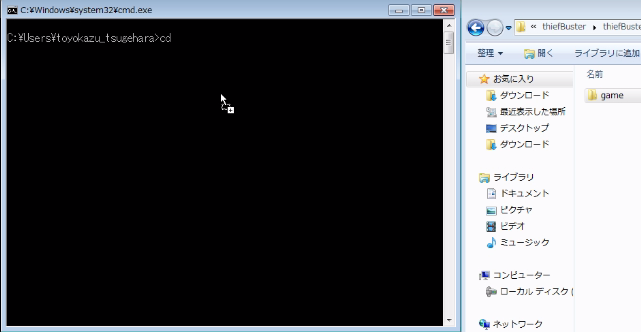 C:¥Windows¥system32¥cmd.exe
C:¥Users¥toyokazu_tsugehara>cd
« thiefBuster ▸ thiefBuste
整理 ▼ 開く ライブラリに追加
お気に入り
ダウンロード
最近表示した場所
デスクトップ
ダウンロード
ライブラリ
ドキュメント
ピクチャ
ビデオ
ミュージック
コンピューター
ローカル ディスク (
ネットワーク
名前
game